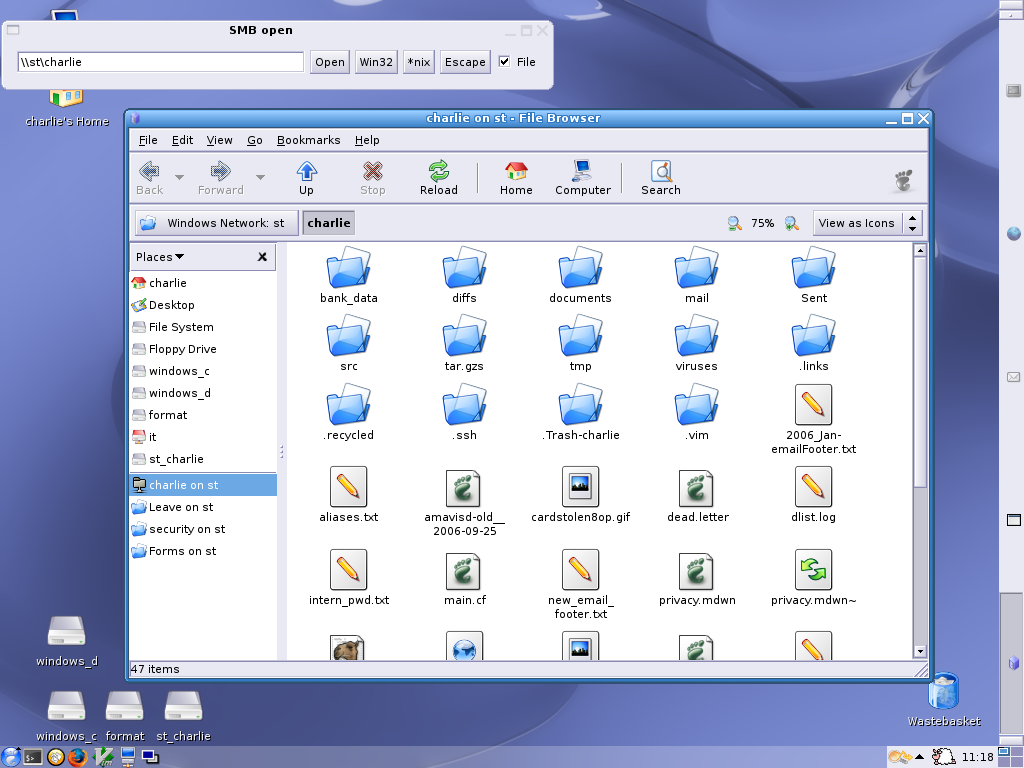 SMB open
\\st\charlie
Open
Win32
*nix
Escape
File
charlie's Home
charlie on st - File Browser
File Edit View Go Bookmarks Help
Back Forward Up Stop Reload Home Computer Search
Windows Network: st
charlie
75%
View as Icons
Places
charlie
Desktop
File System
Floppy Drive
windows_c
windows_d
format
it
st_charlie
charlie on st
Leave on st
security on st
Forms on st
bank_data diffs documents mail Sent
src tar.gzs tmp viruses .links
.recycled .ssh .Trash-charlie .vim 2006_Jan-
emailFooter.txt
aliases.txt amavisd-old__ cardstolen8op.gif dead.letter dlist.log
2006-09-25
intern_pwd.txt main.cf new_email_ privacy.mdwn privacy.mdwn~
footer.txt
47 items
windows_d
windows_c format st_charlie
Wastebasket
11:18